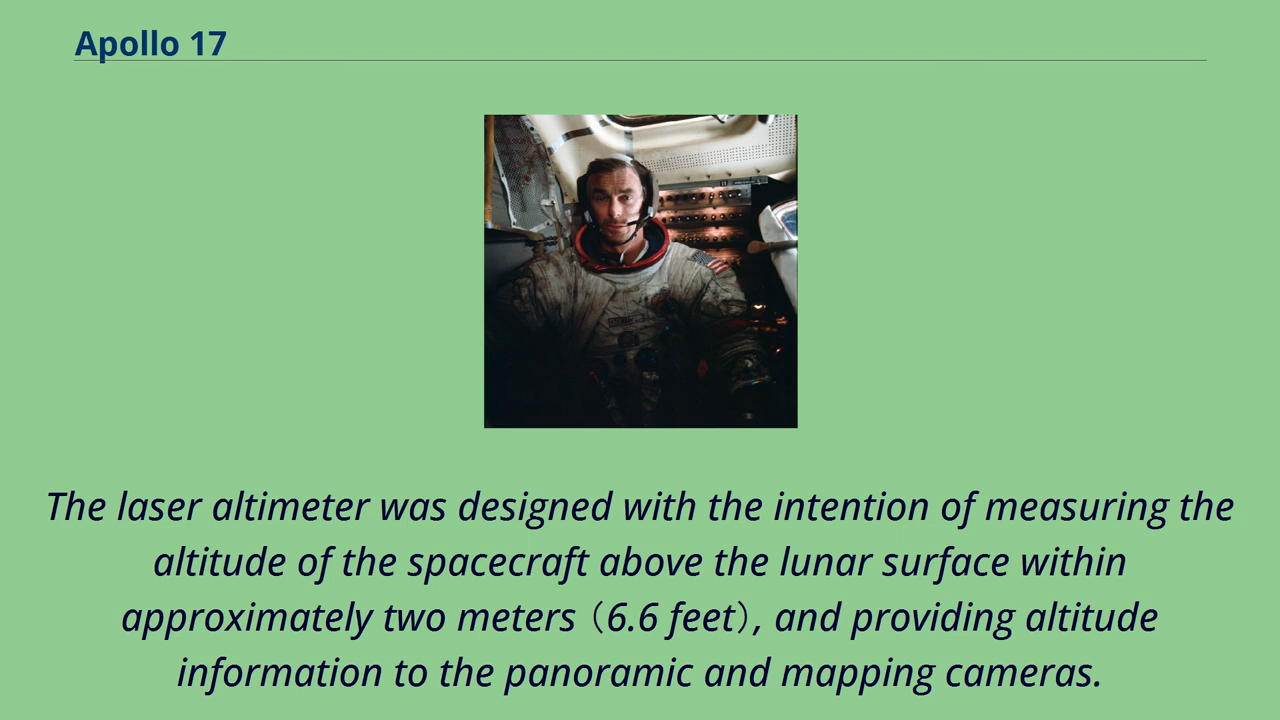 Apollo 17
The laser altimeter was designed with the intention of measuring the
altitude of the spacecraft above the lunar surface within
approximately two meters（6.6 feet）, and providing altitude
information to the panoramic and mapping cameras.